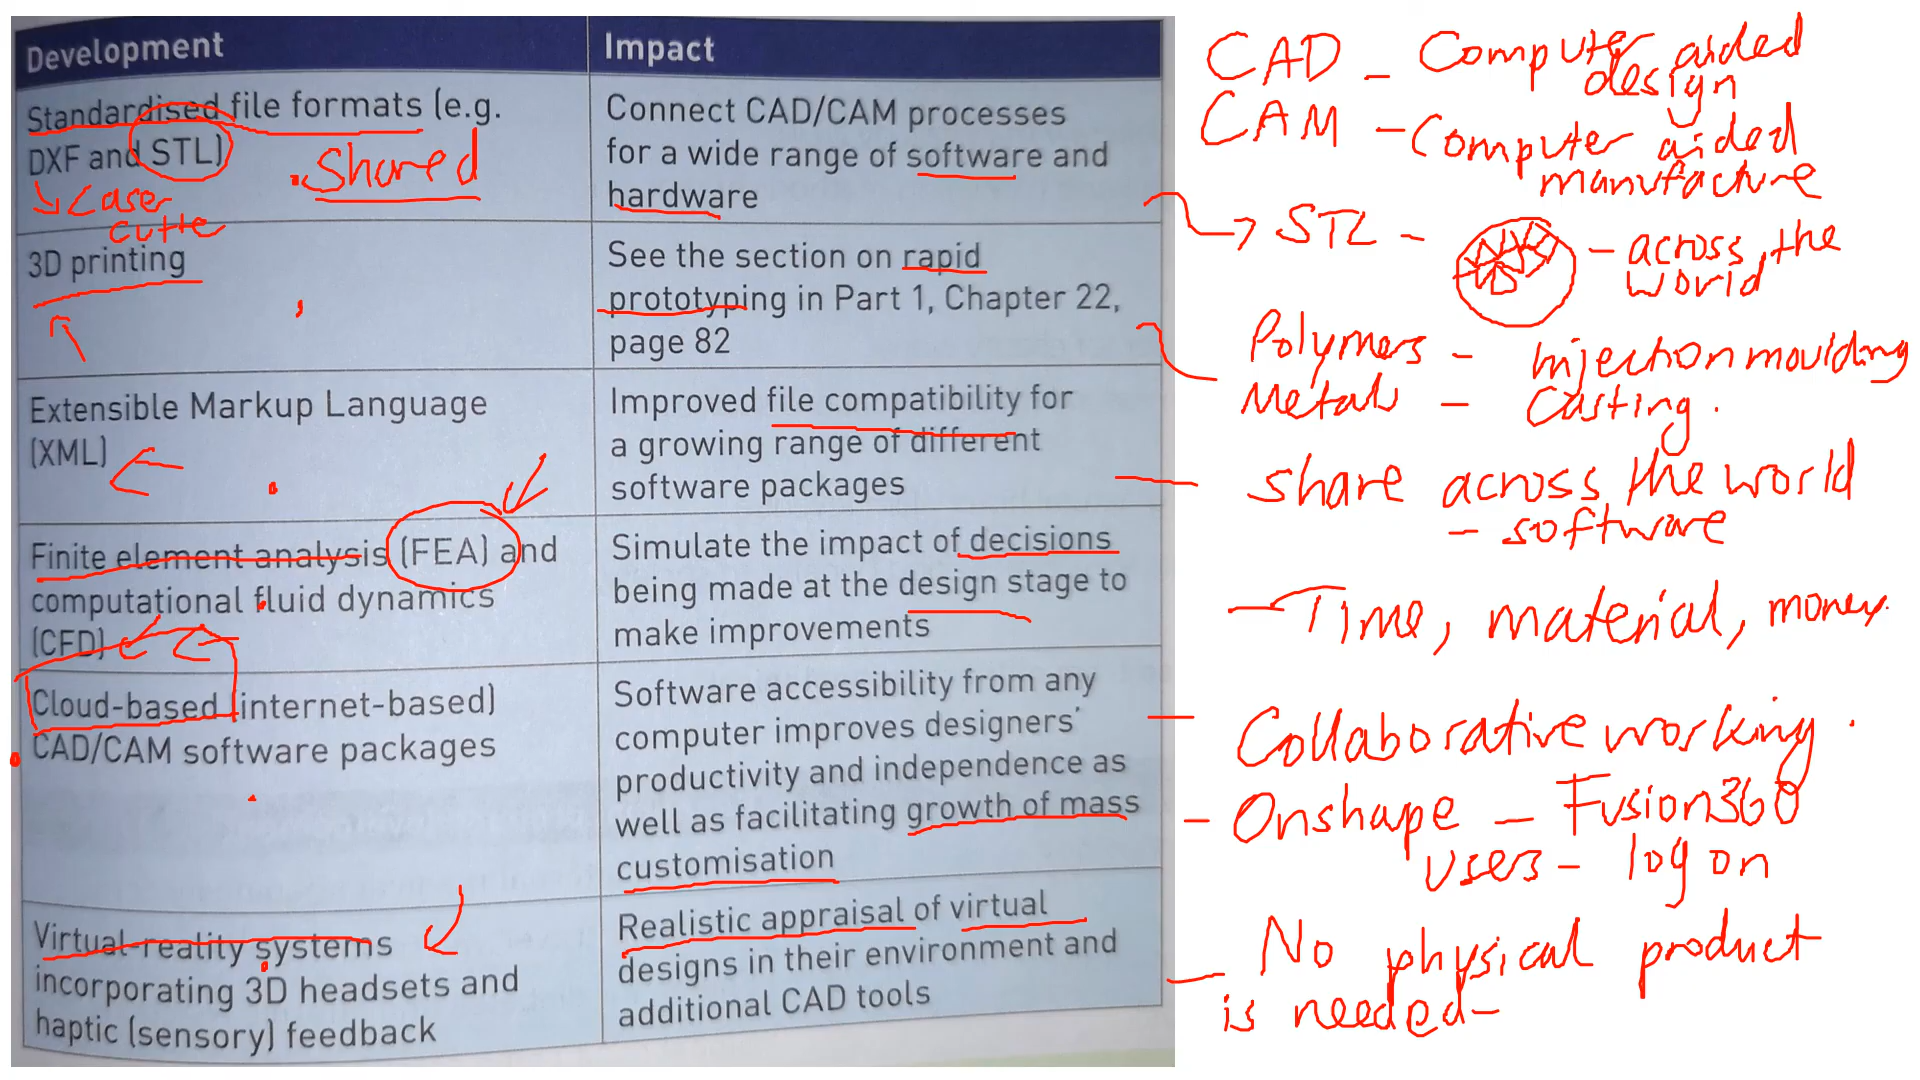 Development
Impact
Standardised file formats (e.g.
DXF and STL)
Shared
Laser
cutte
Connect CAD/CAM processes
for a wide range of software and
hardware
3D printing
See the section on rapid
prototyping in Part 1, Chapter 22,
page 82
Extensible Markup Language
(XML)
Improved file compatibility for
a growing range of different
software packages
Finite element analysis (FEA) and
computational fluid dynamics
(CFD)
Simulate the impact of decisions
being made at the design stage to
make improvements
Cloud-based (internet-based)
CAD/CAM software packages
Software accessibility from any
computer improves designers'
productivity and independence as
well as facilitating growth of mass
customisation
Virtual-reality systems
incorporating 3D headsets and
haptic (sensory) feedback
Realistic appraisal of virtual
designs in their environment and
additional CAD tools
CAD - Computer aided
design
CAM - Computer aided
manufacture
STL - - across the
world
Polymers - Injection moulding
Metals - Casting.
share across the world
- software
Time, material, money.
Collaborative working.
- Onshape - Fusion360
users - log on
No physical product
is needed-